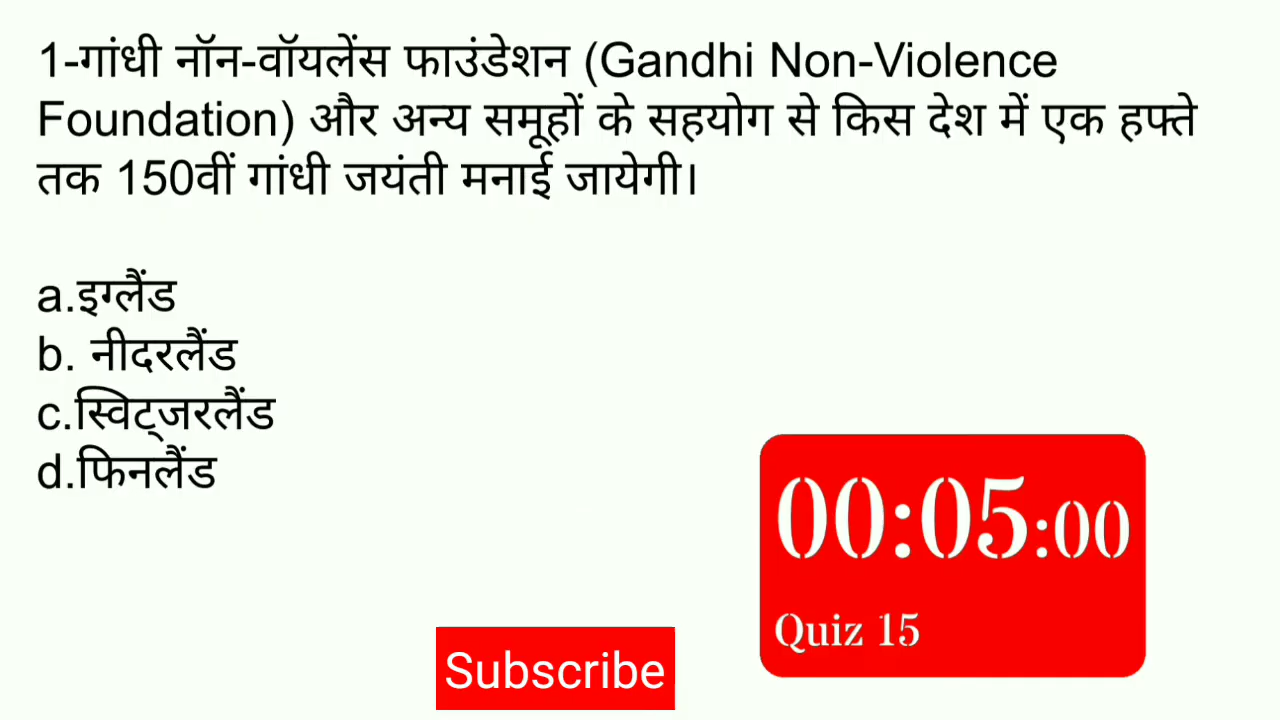 1-गांधी नॉन-वॉयलेंस फाउंडेशन (Gandhi Non-Violence
Foundation) और अन्य समूहों के सहयोग से किस देश में एक हफ्ते
तक 150वीं गांधी जयंती मनाई जायेगी।
a.इग्लैंड
b. नीदरलैंड
c.स्विट्जरलैंड
d.फिनलैंड
00:05:00
Quiz 15
Subscribe